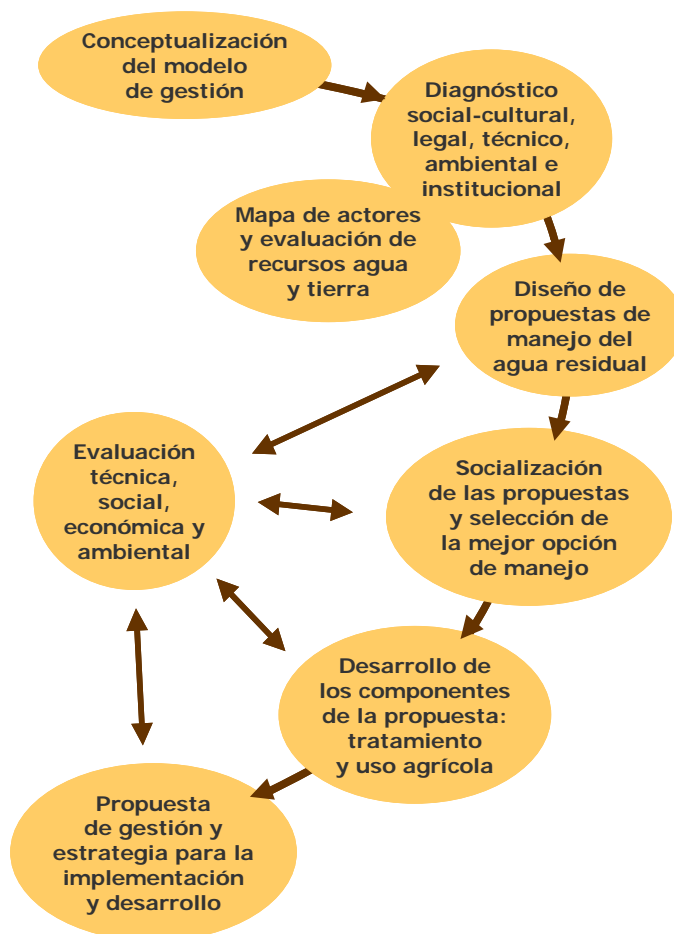 Conceptualización
del modelo
de gestión
Diagnóstico
social-cultural,
legal, técnico,
ambiental e
institucional
Mapa de actores
y evaluación de
recursos agua
y tierra
Diseño de
propuestas de
manejo del
agua residual
Evaluación
técnica,
social,
económica y
ambiental
Socialización
de las propuestas
y selección de
la mejor opción
de manejo
Desarrollo de
los componentes
de la propuesta:
tratamiento
y uso agrícola
Propuesta
de gestión y
estrategia para la
implementación
y desarrollo